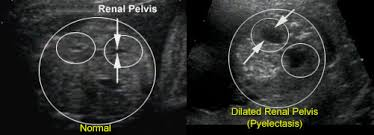 Renal Pelvis
Normal
Dilated Renal Pelvis
(Pyelectasis)